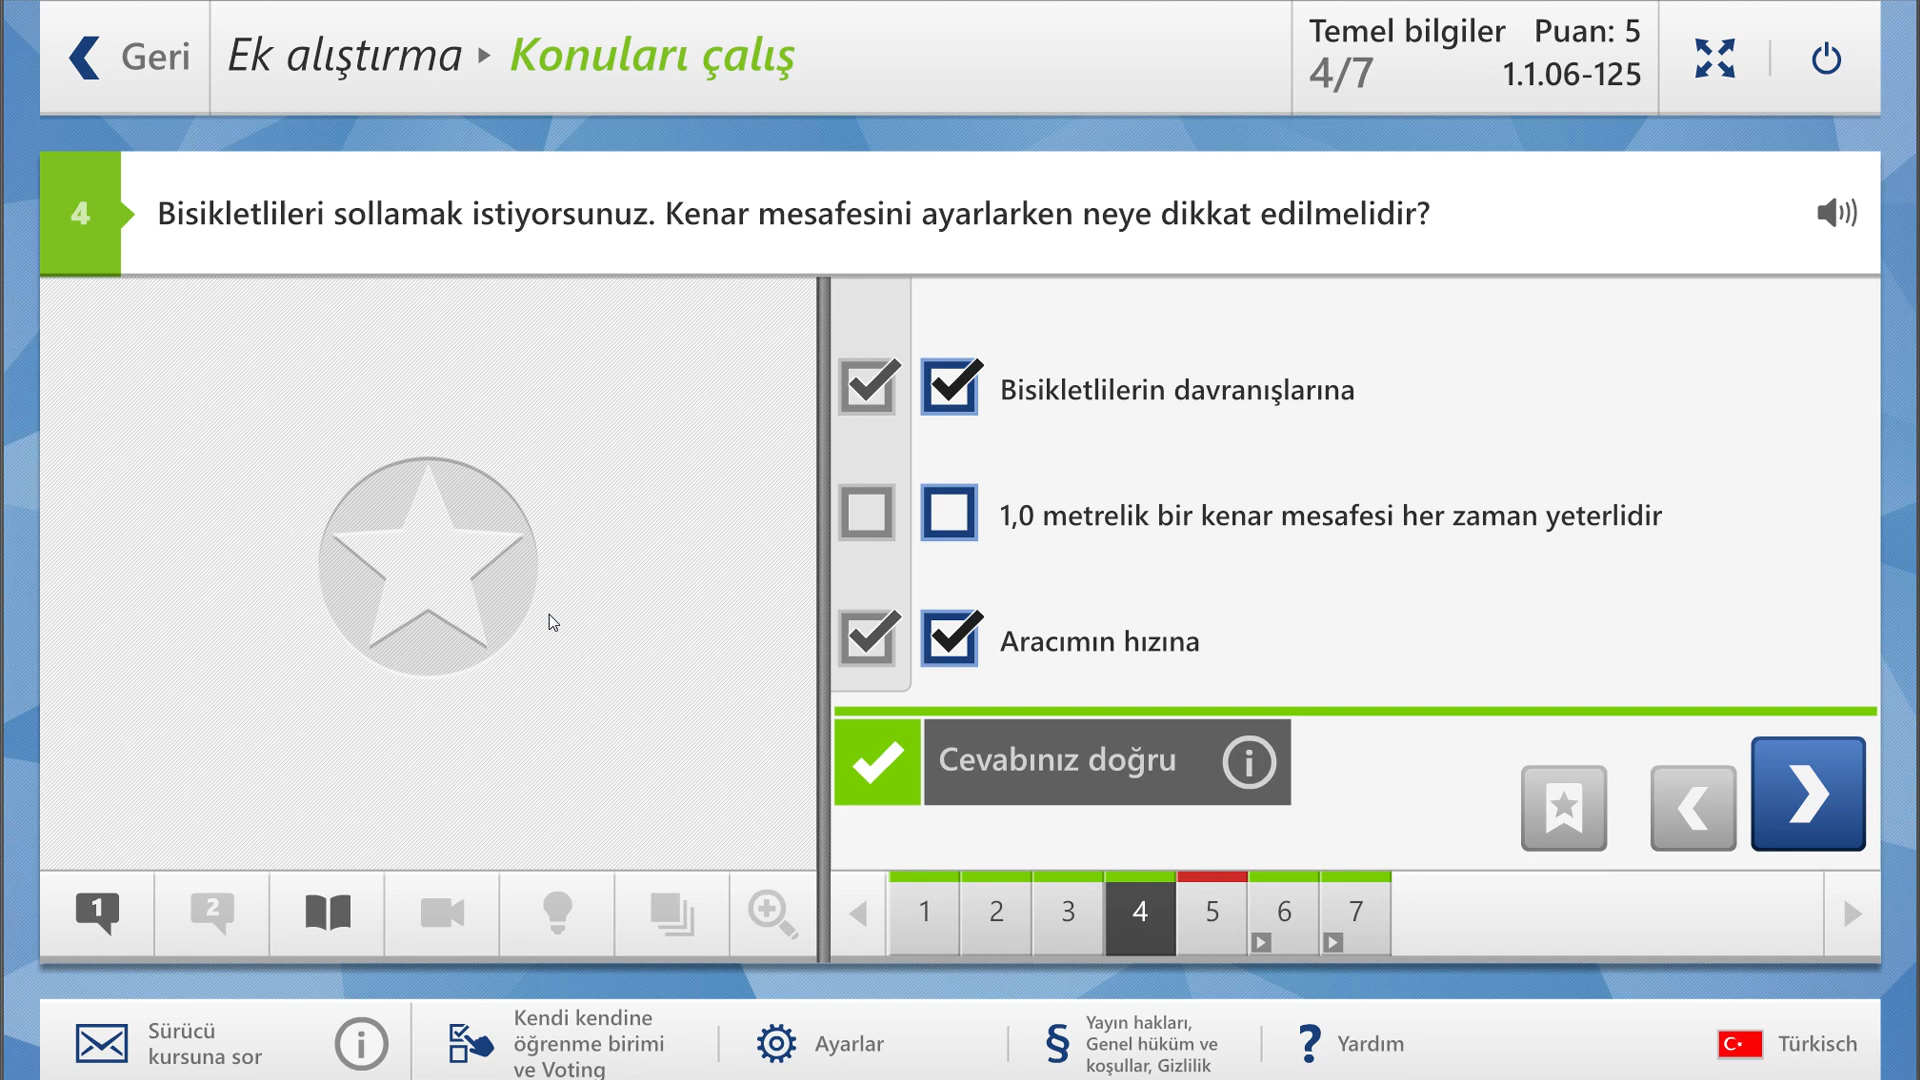 Geri
Ek alıştırma ▸ Konuları çalış
Temel bilgiler Puan: 5
4/7 1.1.06-125
4
Bisikletlileri sollamak istiyorsunuz. Kenar mesafesini ayarlarken neye dikkat edilmelidir?
Bisikletlilerin davranışlarına
1,0 metrelik bir kenar mesafesi her zaman yeterlidir
Aracımın hızına
Cevabınız doğru
1 2
1 2 3 4 5 6 7
Sürücü
kursuna sor
Kendi kendine
öğrenme birimi
ve Voting
Ayarlar
§
Yayın hakları,
Genel hüküm ve
koşullar, Gizlilik
? Yardım
Türkisch